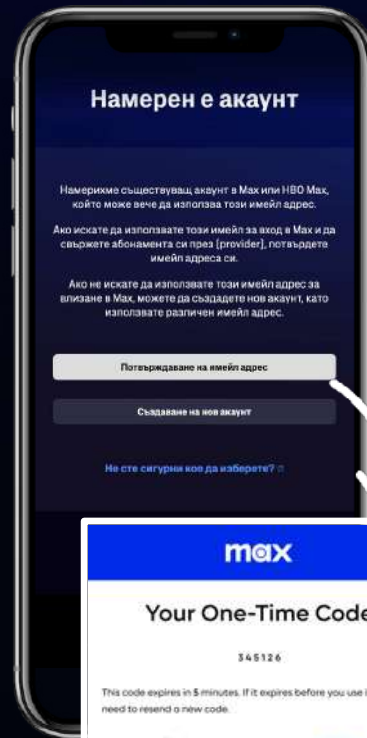 Намерен е акаунт
Намерихме съществуващ акаунт в Max или HBO Max,
който може вече да използва този имейл адрес.
Ако искате да използвате този имейл за вход в Max и да
свържете абонамента си през [provider], потвърдете
имейл адреса си.
Ако не искате да използвате този имейл адрес за
влизане в Max, можете да създадете нов акаунт, като
използвате различен имейл адрес.
Потвърждаване на имейл адрес
Създаване на нов акаунт
Не сте сигурни кое да изберете?
max
Your One-Time Code
345126
This code expires in 5 minutes. If it expires before you use i
need to resend a new code.